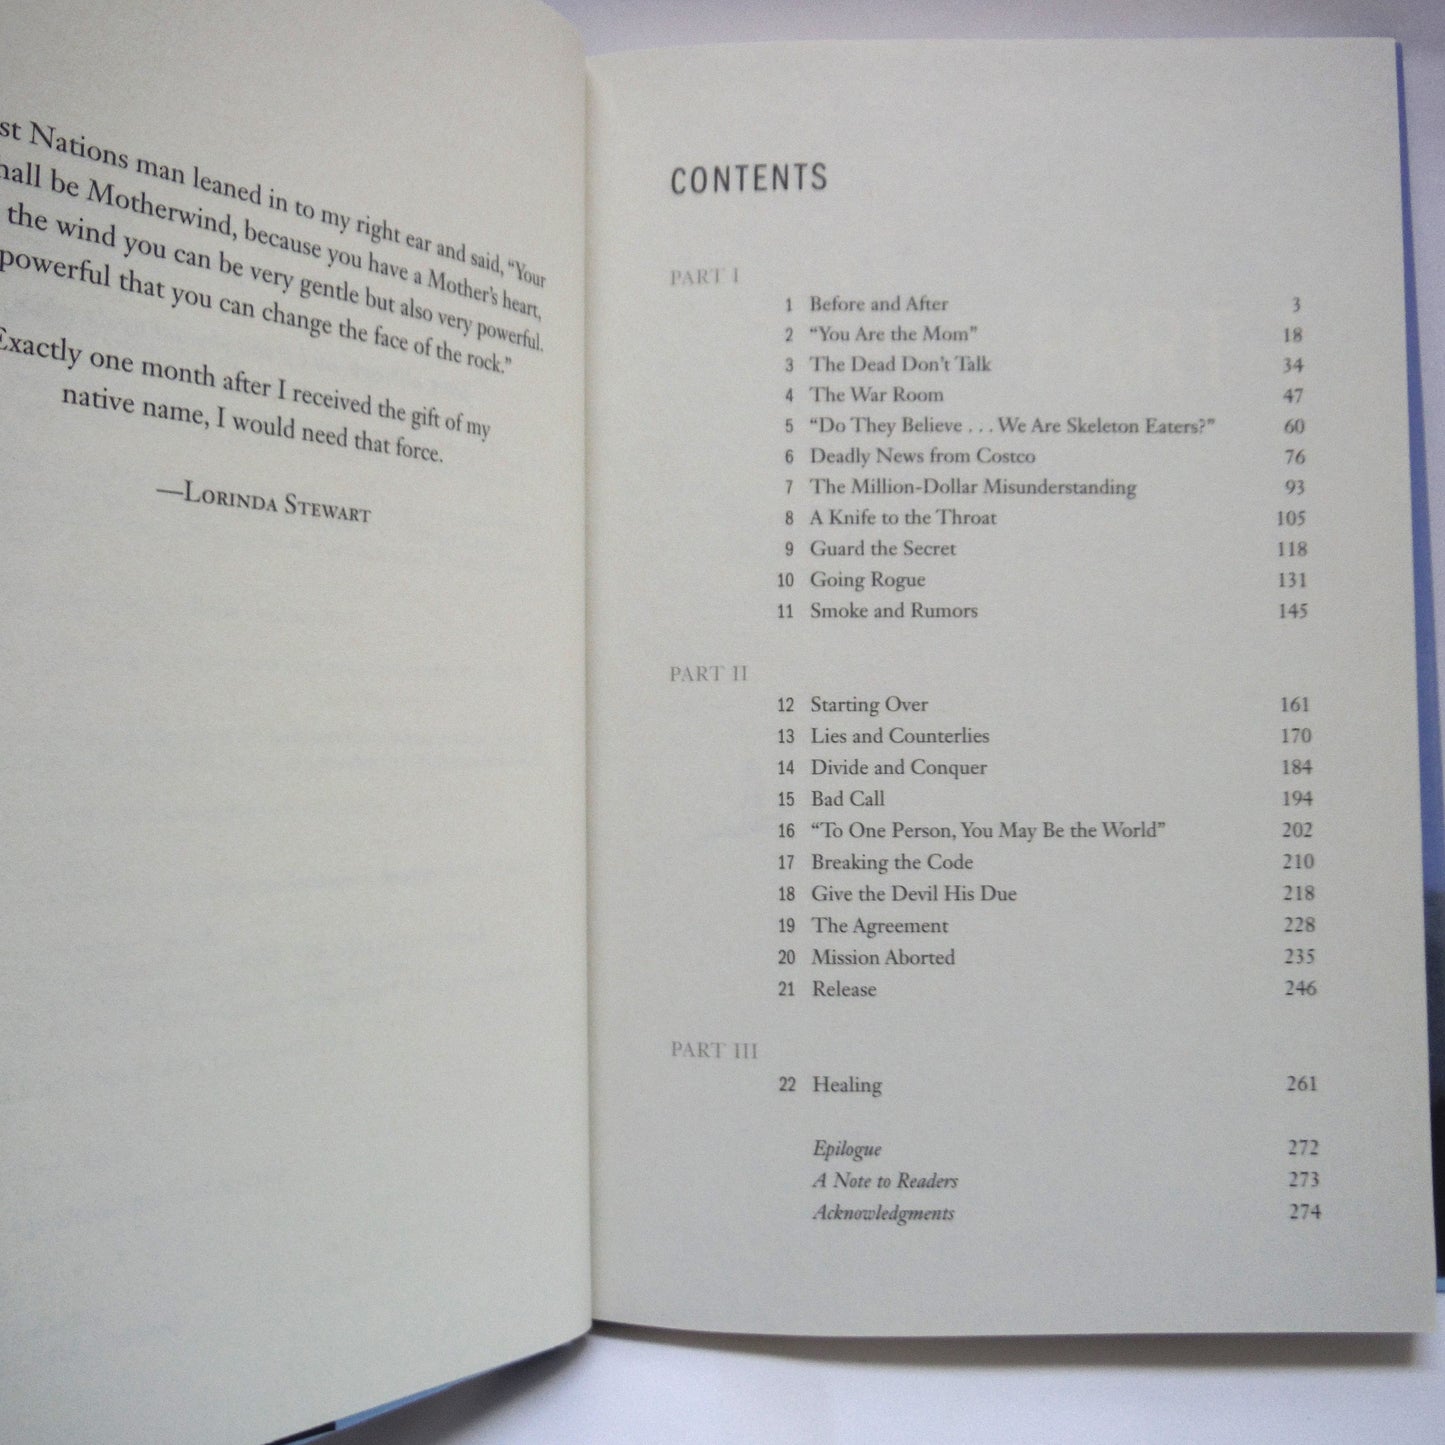 st Nations man leaned in to my right ear and said, “Your
hall be Motherwind, because you have a Mother’s heart,
the wind you can be very gentle but also very powerful.
powerful that you can change the face of the rock.”
Exactly one month after I received the gift of my
native name, I would need that force.
—LORINDA STEWART
CONTENTS
PART I
1 Before and After 3
2 “You Are the Mom” 18
3 The Dead Don’t Talk 34
4 The War Room 47
5 “Do They Believe . . . We Are Skeleton Eaters?” 60
6 Deadly News from Costco 76
7 The Million-Dollar Misunderstanding 93
8 A Knife to the Throat 105
9 Guard the Secret 118
10 Going Rogue 131
11 Smoke and Rumors 145
PART II
12 Starting Over 161
13 Lies and Counterlies 170
14 Divide and Conquer 184
15 Bad Call 194
16 “To One Person, You May Be the World” 202
17 Breaking the Code 210
18 Give the Devil His Due 218
19 The Agreement 228
20 Mission Aborted 235
21 Release 246
PART III
22 Healing 261
Epilogue 272
A Note to Readers 273
Acknowledgments 274